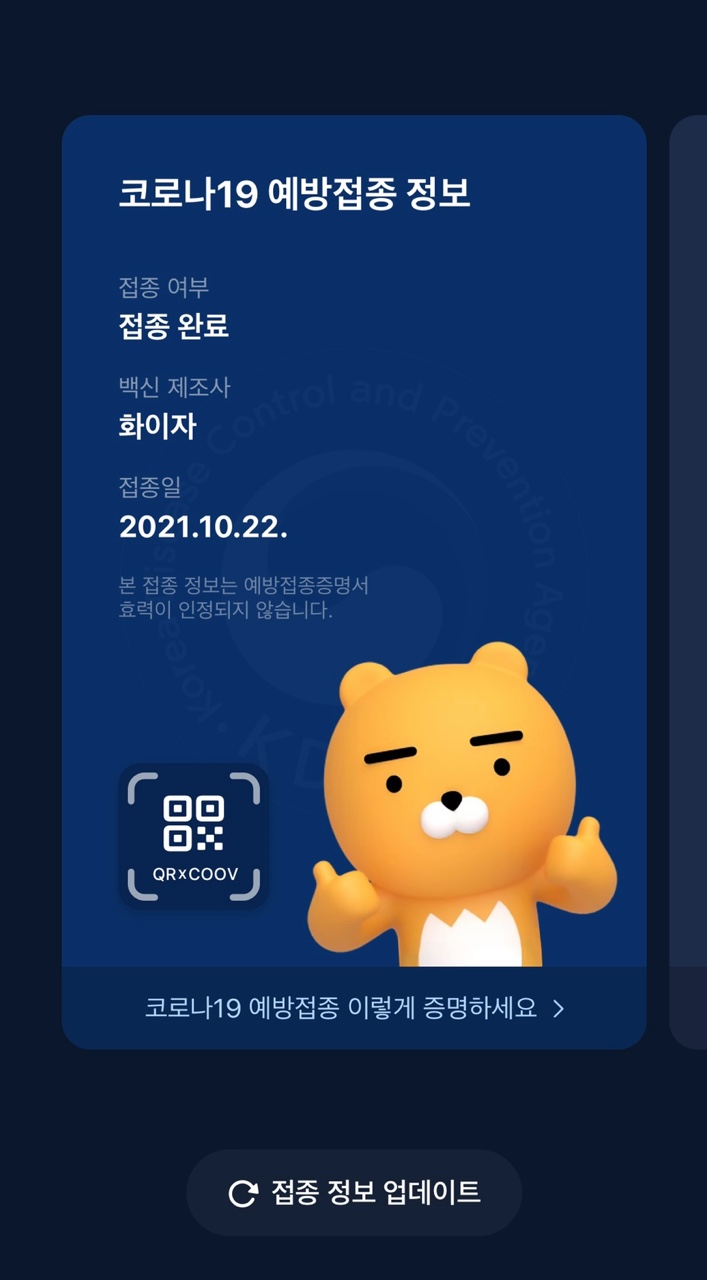 코로나19 예방접종 정보
접종 여부
접종 완료
백신 제조사
화이자
접종일
2021.10.22.
본 접종 정보는 예방접종증명서
효력이 인정되지 않습니다.
Korea Disease Control and Prevention Agen
KD
QRxCOOV
코로나19 예방접종 이렇게 증명하세요 >
접종 정보 업데이트